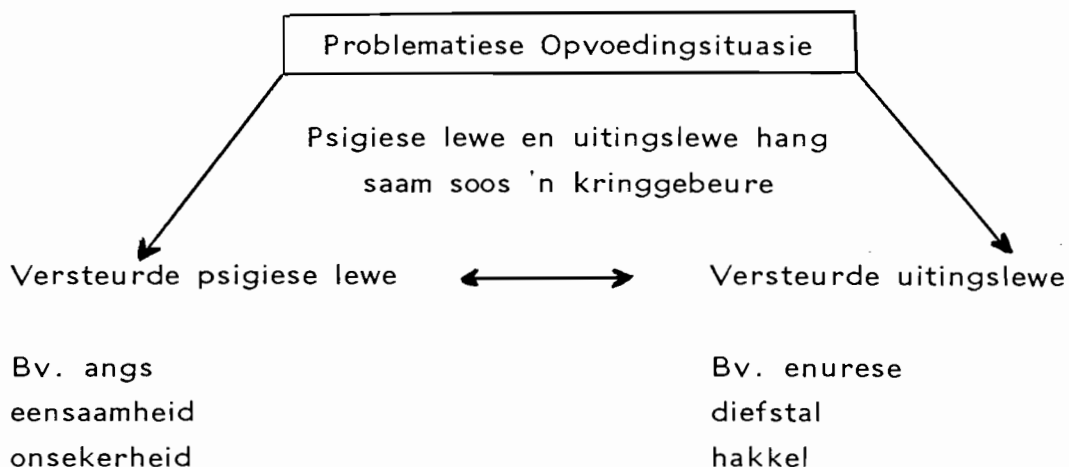 Problematiese Opvoedingsituasie
Psigiese lewe en uitingslewe hang
saam soos 'n kringgebeure
Versteurde psigiese lewe
Versteurde uitingslewe
Bv. angs
eensaamheid
onsekerheid
Bv. enurese
diefstal
hakkel